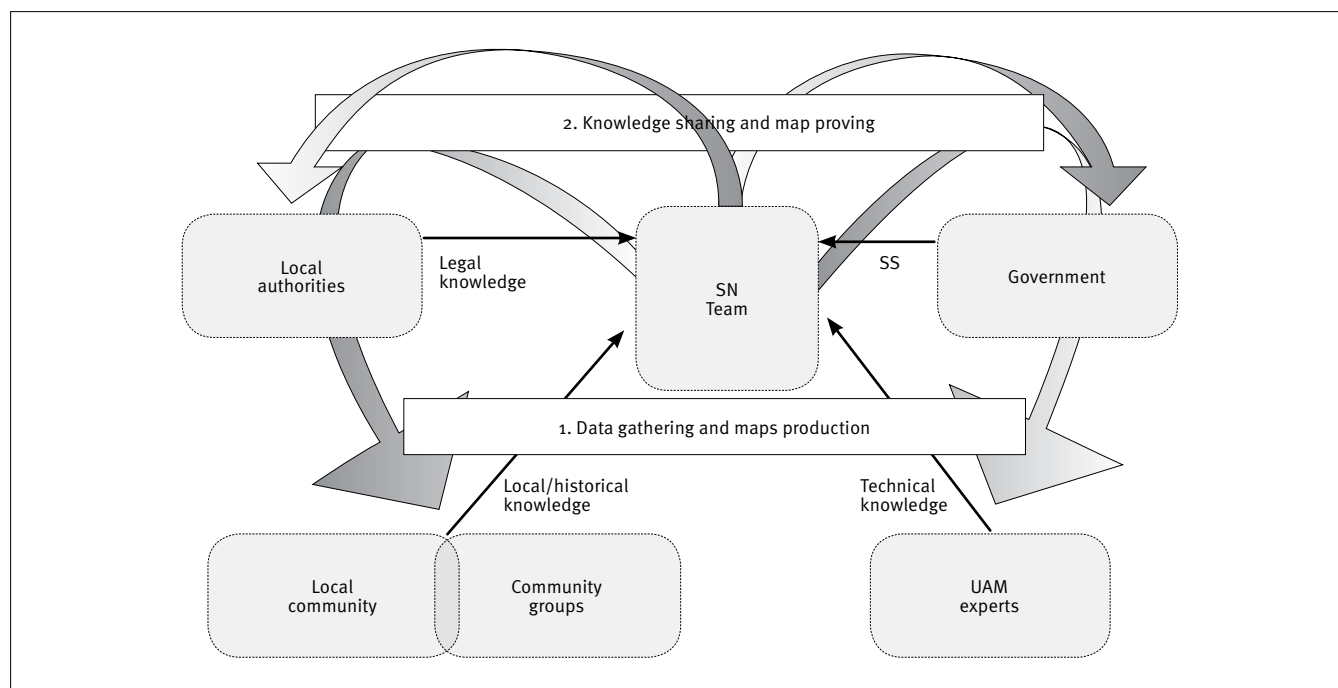 2. Knowledge sharing and map proving
Local
authorities
Legal
knowledge
SN
Team
SS
Government
1. Data gathering and maps production
Local/historical
knowledge
Technical
knowledge
Local
community
Community
groups
UAM
experts